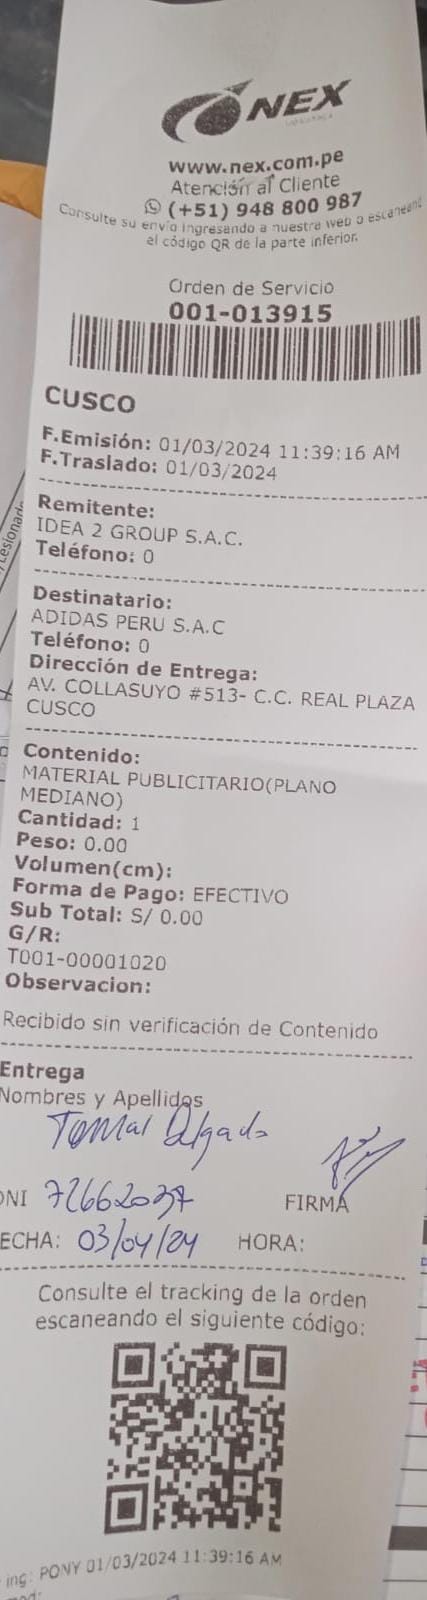 NEX
LOGISTICA
www.nex.com.pe
Atención al Cliente
(+51) 948 800 987
Consulte su envío ingresando a nuestra web o escaneand
el código QR de la parte inferior.
Orden de Servicio
001-013915
CUSCO
F.Emisión: 01/03/2024 11:39:16 AM
F.Traslado: 01/03/2024
Remitente:
IDEA 2 GROUP S.A.C.
Teléfono: 0
Destinatario:
ADIDAS PERU S.A.C
Teléfono: 0
Dirección de Entrega:
AV. COLLASUYO #513- C.C. REAL PLAZA
CUSCO
Contenido:
MATERIAL PUBLICITARIO(PLANO
MEDIANO)
Cantidad: 1
Peso: 0.00
Volumen(cm):
Forma de Pago: EFECTIVO
Sub Total: S/ 0.00
G/R:
T001-00001020
Observacion:
Recibido sin verificación de Contenido
Entrega
Nombres y Apellidos
Delgado
DNI 72662037 FIRMA
ECHA: 03/04/24 HORA:
Consulte el tracking de la orden
escaneando el siguiente código:
ing: PONY 01/03/2024 11:39:16 AM